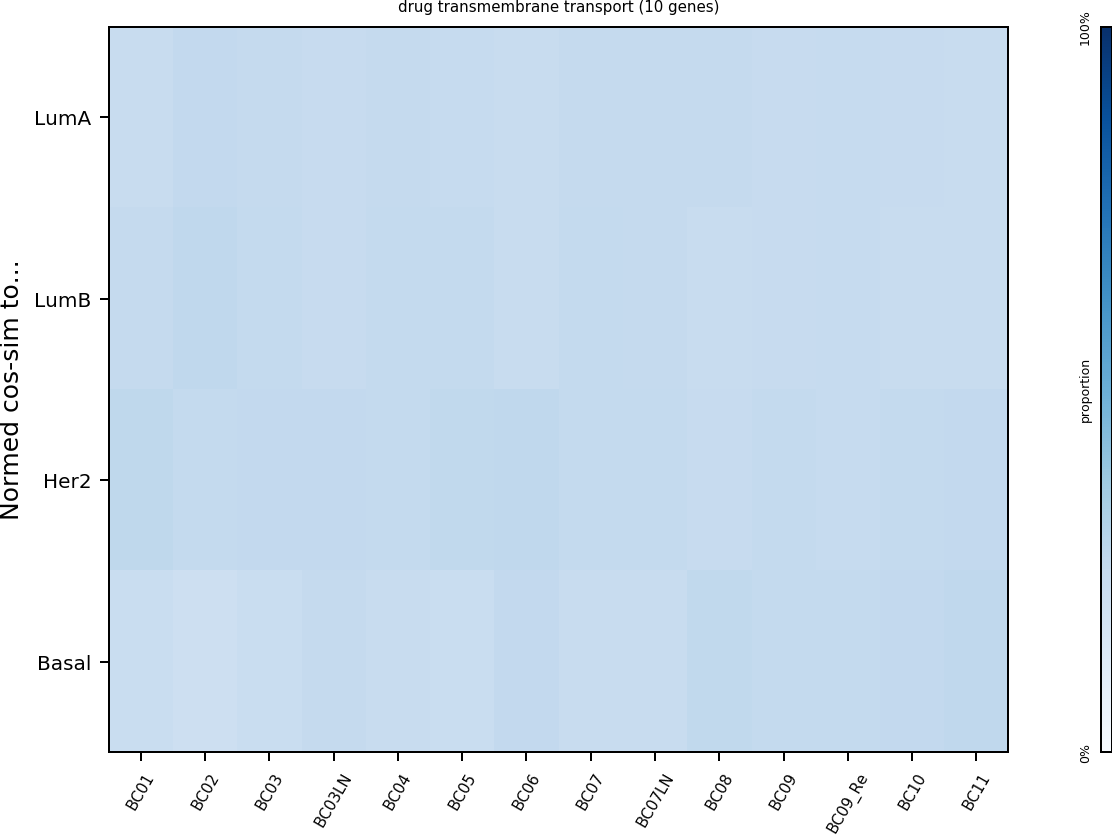 drug transmembrane transport (10 genes)
Normed cos-sim to...
LumA
LumB
Her2
Basal
BC01
BC02
BC03
BC03LN
BC04
BC05
BC06
BC07
BC07LN
BC08
BC09
BC09_Re
BC10
BC11
100%
proportion
0%